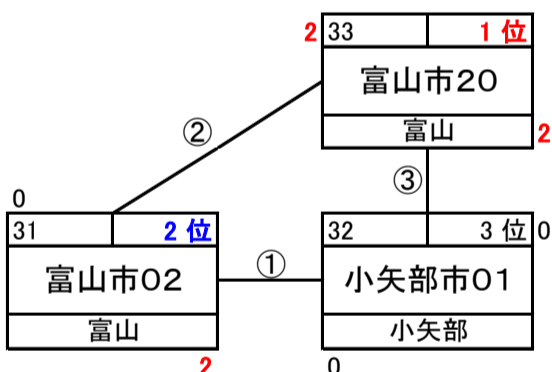 2 33 1位
富山市20
富山 2
②
③
0
31 2位
富山市02
富山
2
①
32 3位 0
小矢部市01
小矢部
0